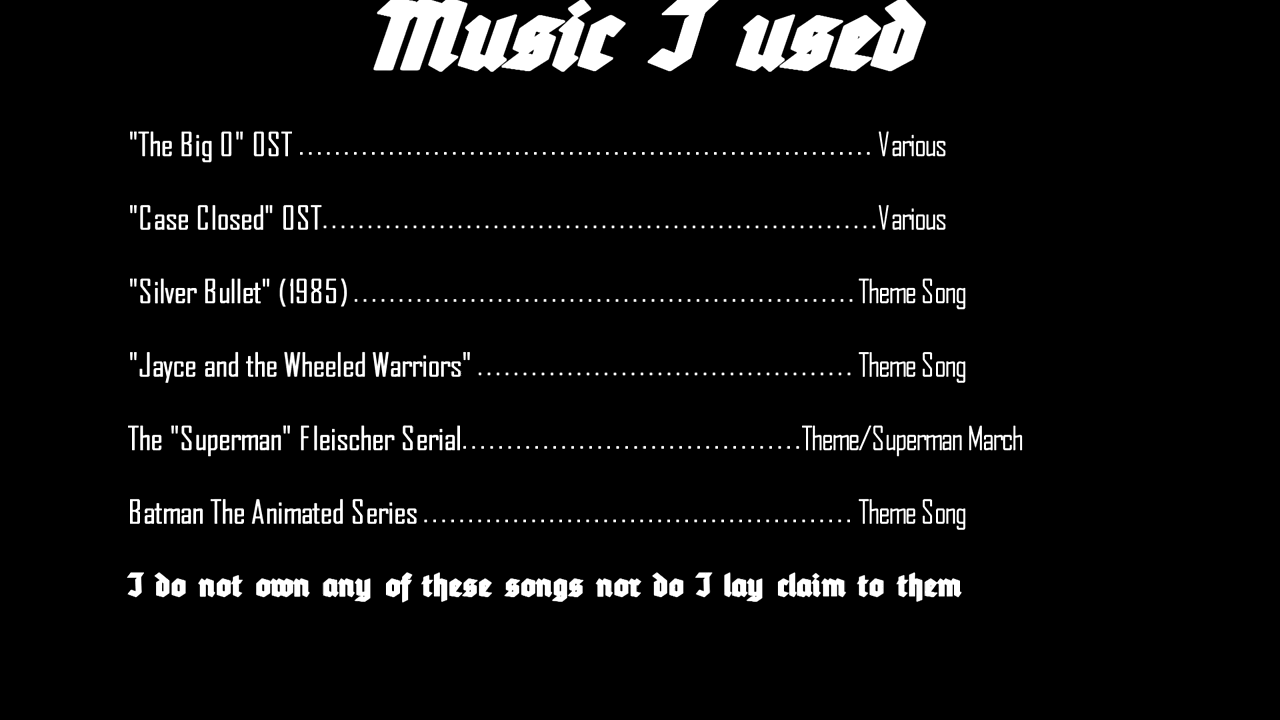 Music I used
"The Big O" OST ................................................................ Various
"Case Closed" OST..............................................................Various
"Silver Bullet" (1985) ........................................................ Theme Song
"Jayce and the Wheeled Warriors" .......................................... Theme Song
The "Superman" Fleischer Serial......................................Theme/Superman March
Batman The Animated Series ................................................ Theme Song
I do not own any of these songs nor do I lay claim to them